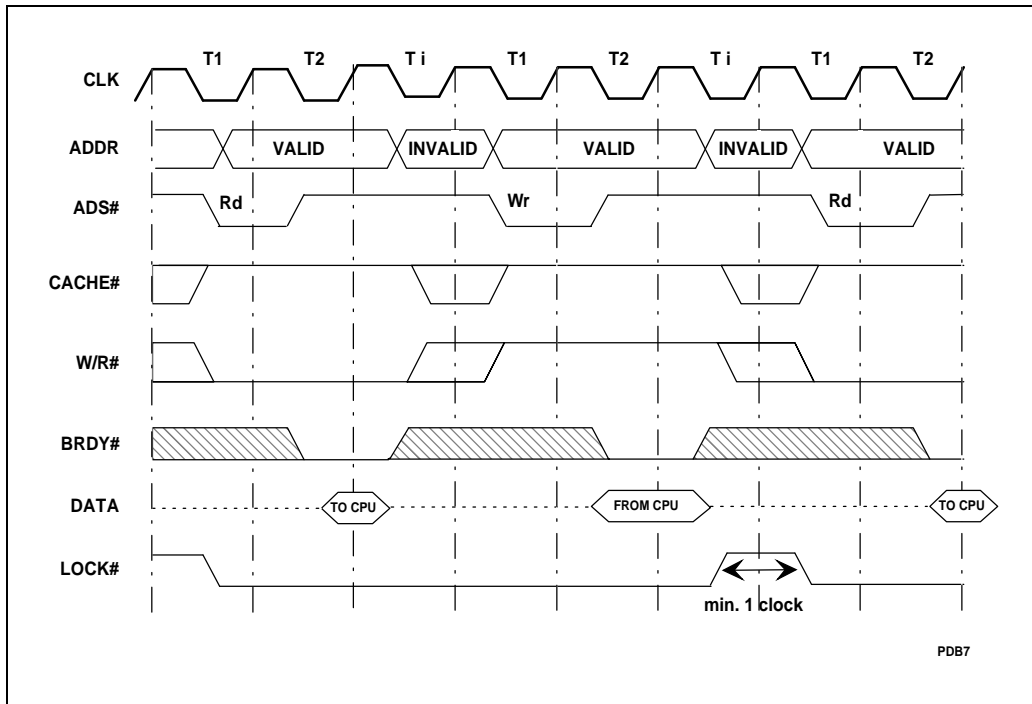 T1 T2 T i T1 T2 T i T1 T2
CLK
ADDR VALID INVALID VALID INVALID VALID
ADS# Rd Wr Rd
CACHE#
W/R#
BRDY#
DATA TO CPU FROM CPU TO CPU
LOCK#
min. 1 clock
PDB7